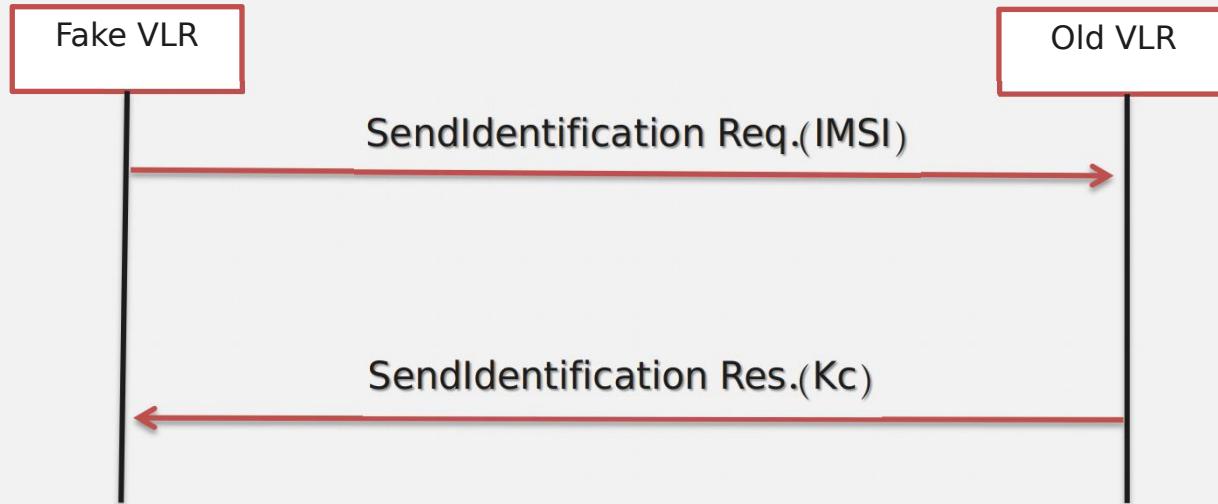 Fake VLR
Old VLR
SendIdentification Req.(IMSI)
SendIdentification Res.(Kc)